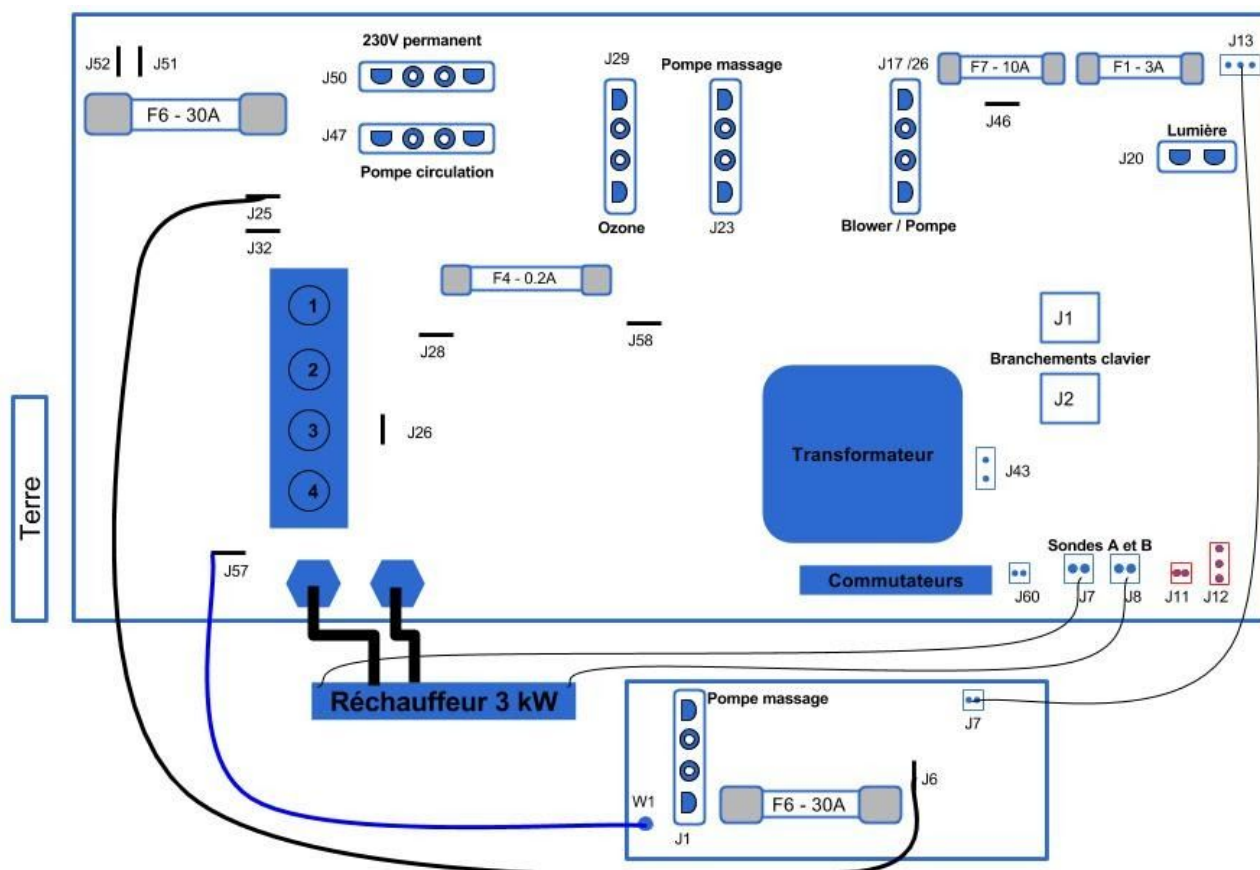 J52
J51
F6 - 30A
230V permanent
J50
J47
Pompe circulation
J29
Ozone
Pompe massage
J23
J17 /26
Blower / Pompe
F7 - 10A
J46
F1 - 3A
J13
Lumière
J20
J25
J32
F4 - 0.2A
J28
J58
1
2
3
4
J26
J1
Branchements clavier
J2
Transformateur
J43
Terre
J57
Commutateurs
Sondes A et B
J60
J7
J8
J11
J12
Réchauffeur 3 kW
Pompe massage
J7
J6
W1
F6 - 30A
J1